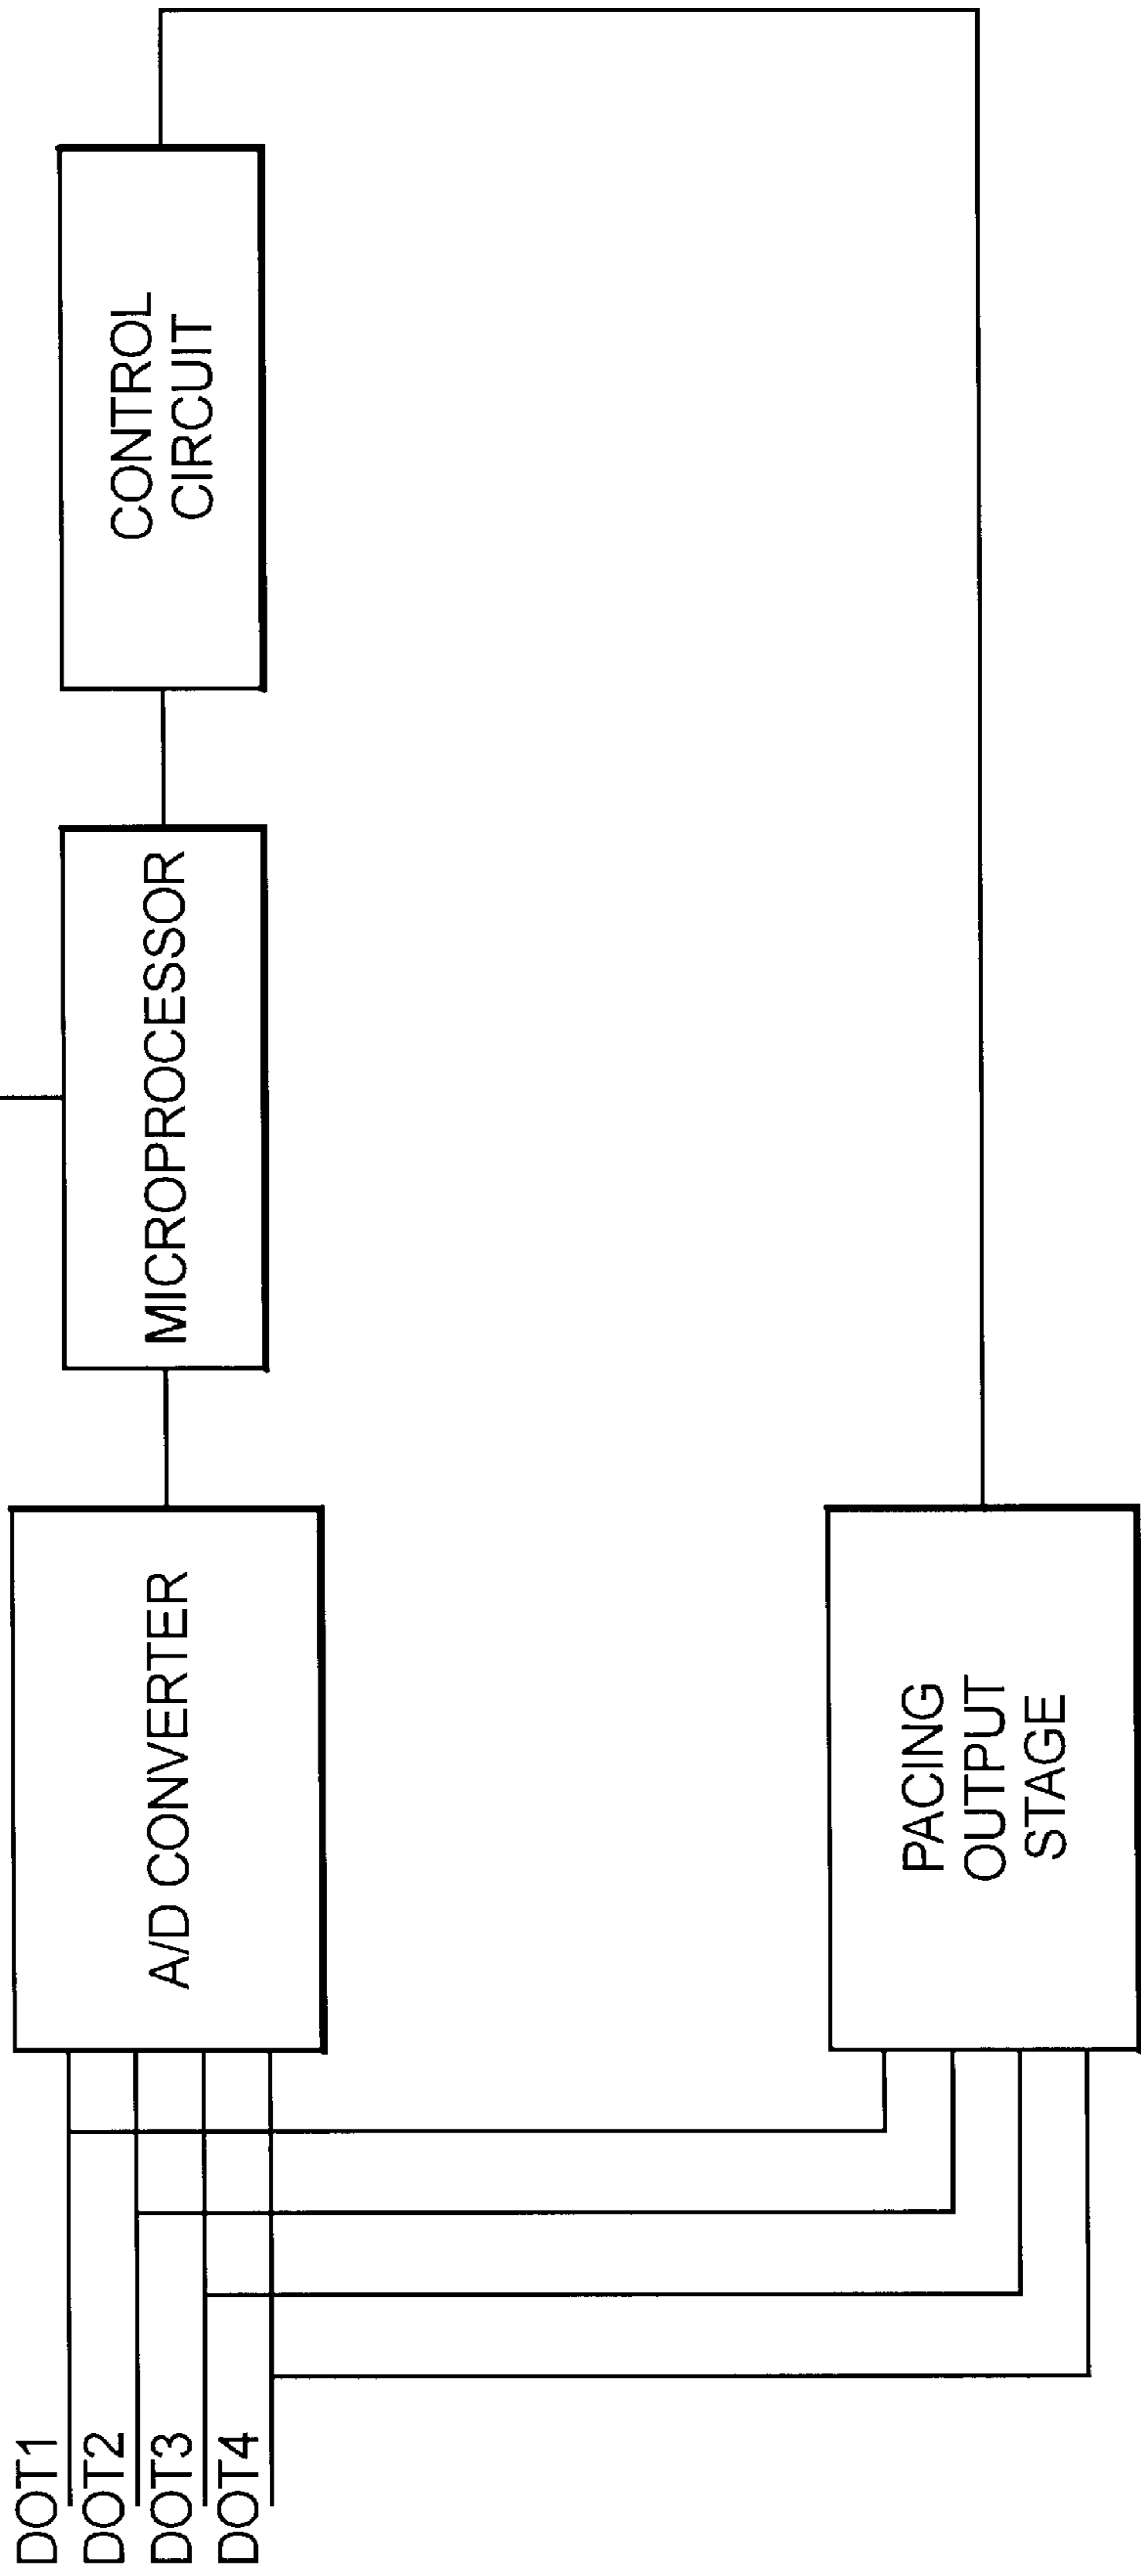 DOT1
DOT2
DOT3
DOT4
A/D CONVERTER
MICROPROCESSOR
CONTROL
CIRCUIT
PACING
OUTPUT
STAGE